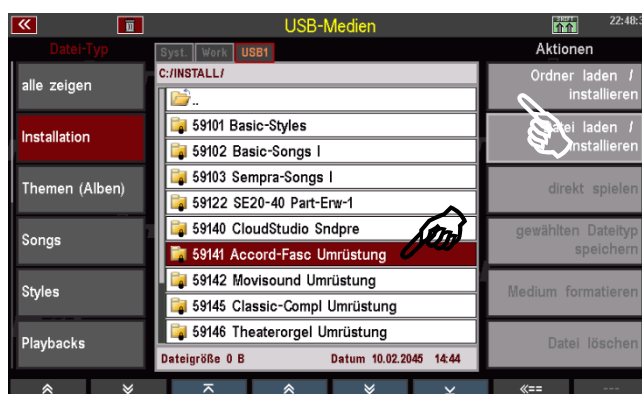 USB-Medien
SHIFT
22:48:3
Datei-Typ
Syst. Work USB1
Aktionen
C:/INSTALL/
alle zeigen
Ordner laden /
installieren
..
59101 Basic-Styles
Installation
laden /
installieren
59102 Basic-Songs I
59103 Sempra-Songs I
Themen (Alben)
direkt spielen
59122 SE20-40 Part-Erw-1
59140 CloudStudio Sndpre
Songs
gewählten Dateityp
speichern
59141 Accord-Fasc Umrüstung
59142 Movisound Umrüstung
Styles
Medium formatieren
59145 Classic-Compl Umrüstung
59146 Theaterorgel Umrüstung
Playbacks
Datei löschen
Dateigröße 0 B Datum 10.02.2045 14:44
«== ---